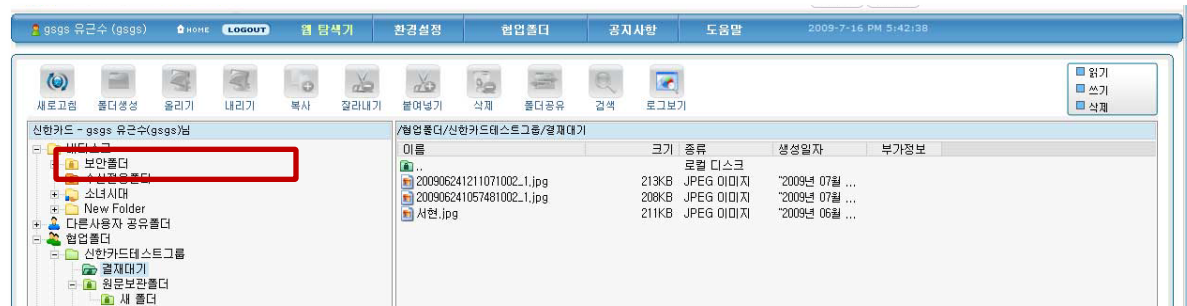 gsgs 유근수 (gsgs) HOME LOGOUT 웹 탐색기 환경설정 협업폴더 공지사항 도움말 2009-7-16 PM 5:42:38
새로고침 폴더생성 올리기 내리기 복사 잘라내기 붙여넣기 삭제 폴더공유 검색 로그보기
읽기
쓰기
삭제
신한카드 - gsgs 유근수(gsgs)님
/협업폴더/신한카드테스트그룹/결재대기
이름 크기 종류 생성일자 부가정보
.. 로컬 디스크
200906241211071002_1.jpg 213KB JPEG 이미지 "2009년 07월 ...
200906241057481002_1.jpg 208KB JPEG 이미지 "2009년 07월 ...
서현.jpg 211KB JPEG 이미지 "2009년 06월 ...
보안폴더
수신전용폴더
소녀시대
New Folder
다른사용자 공유폴더
협업폴더
신한카드테스트그룹
결재대기
원문보관폴더
새 폴더